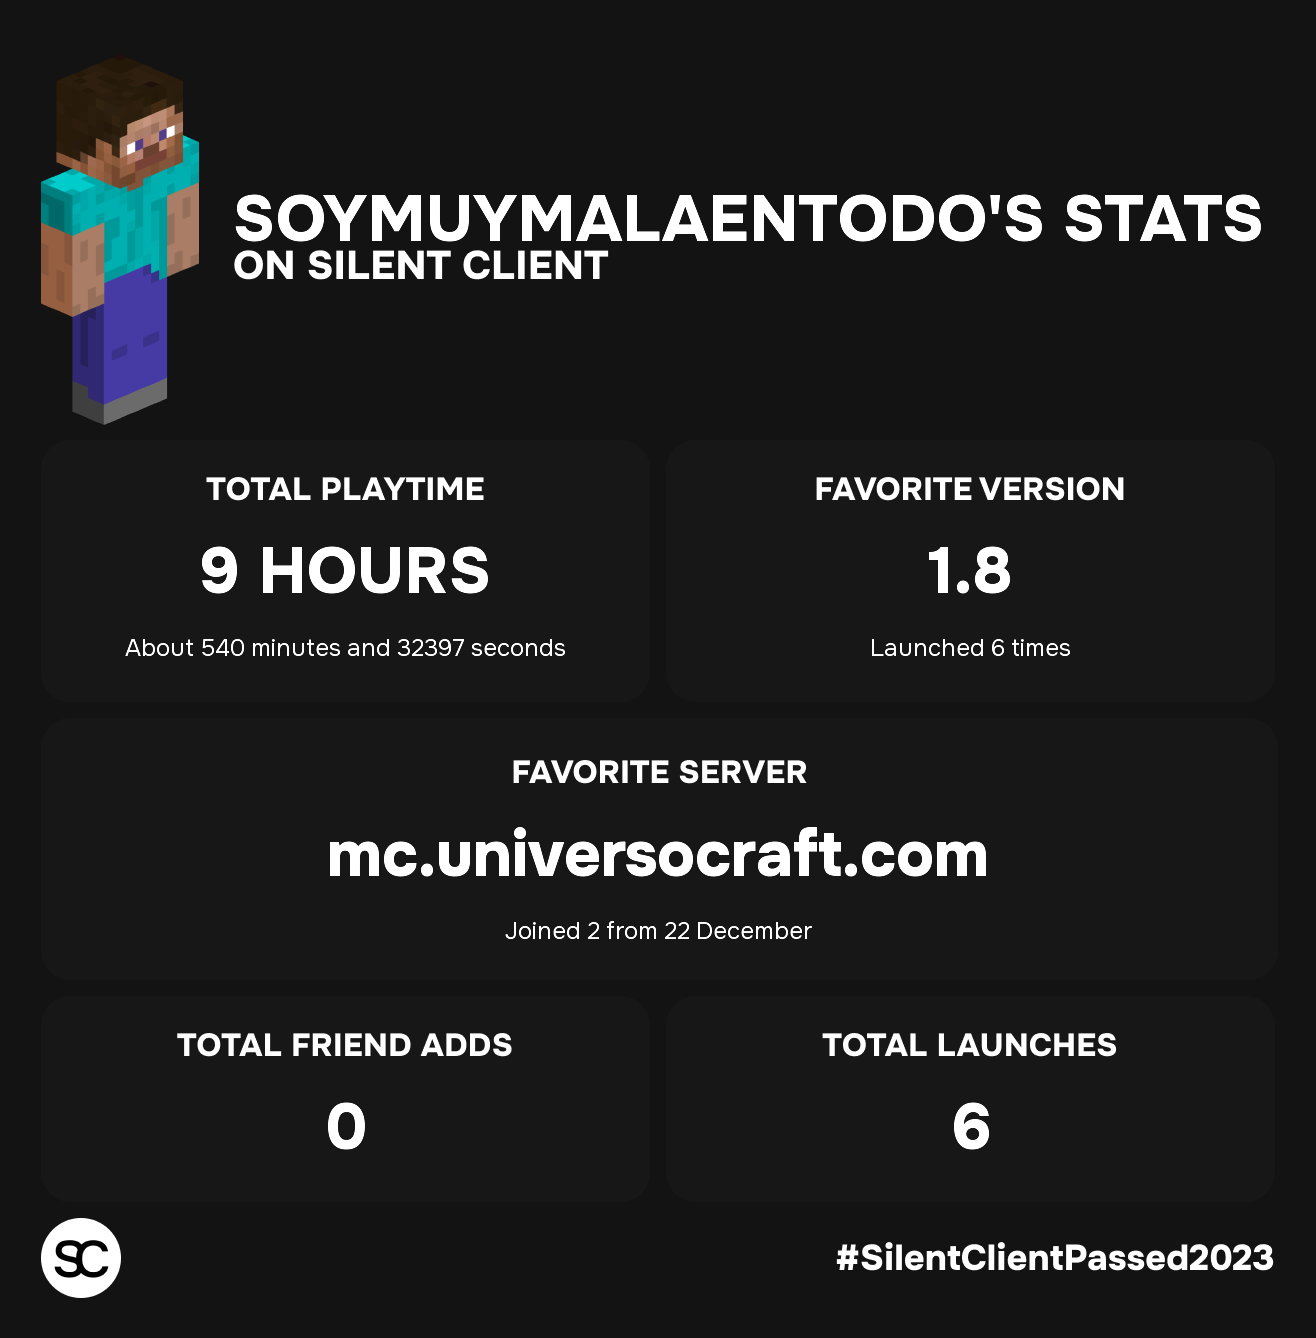 SOYMUYMALAENTODO'S STATS
ON SILENT CLIENT
TOTAL PLAYTIME
9 HOURS
About 540 minutes and 32397 seconds
FAVORITE VERSION
1.8
Launched 6 times
FAVORITE SERVER
mc.universocraft.com
Joined 2 from 22 December
TOTAL FRIEND ADDS
0
TOTAL LAUNCHES
6
SC
#SilentClientPassed2023